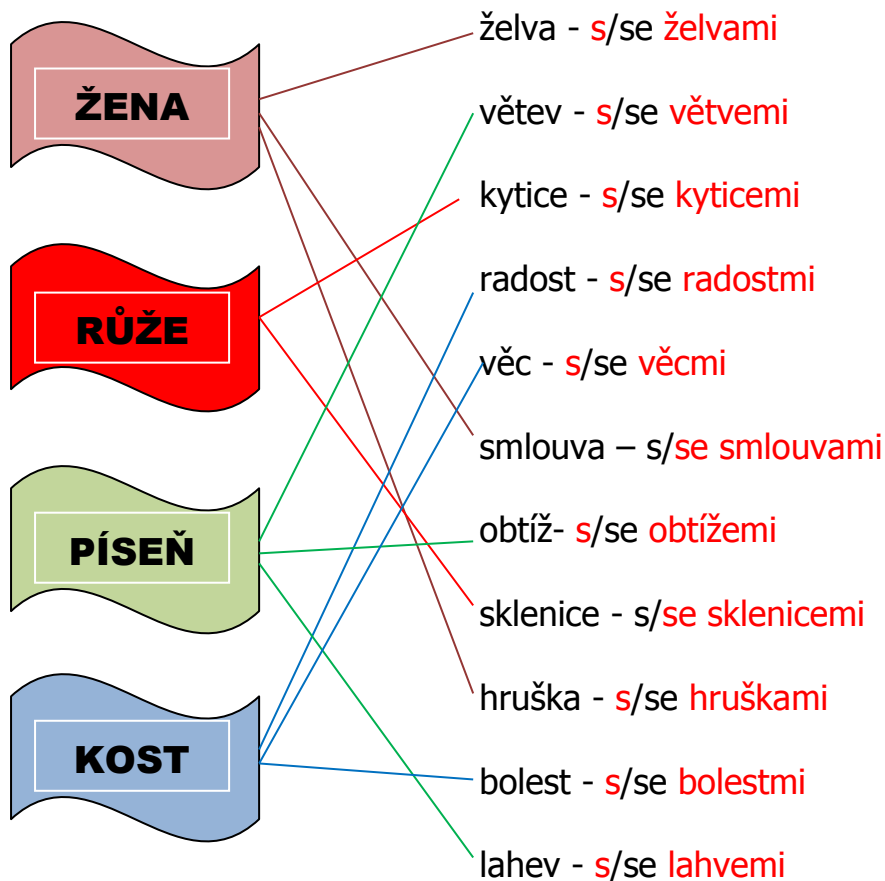 ŽENA
RŮŽE
PÍSEŇ
KOST
želva - s/se želvami
větev - s/se větvemi
kytice - s/se kyticemi
radost - s/se radostmi
věc - s/se věcmi
smlouva – s/se smlouvami
obtíž- s/se obtížemi
sklenice - s/se sklenicemi
hruška - s/se hruškami
bolest - s/se bolestmi
lahev - s/se lahvemi